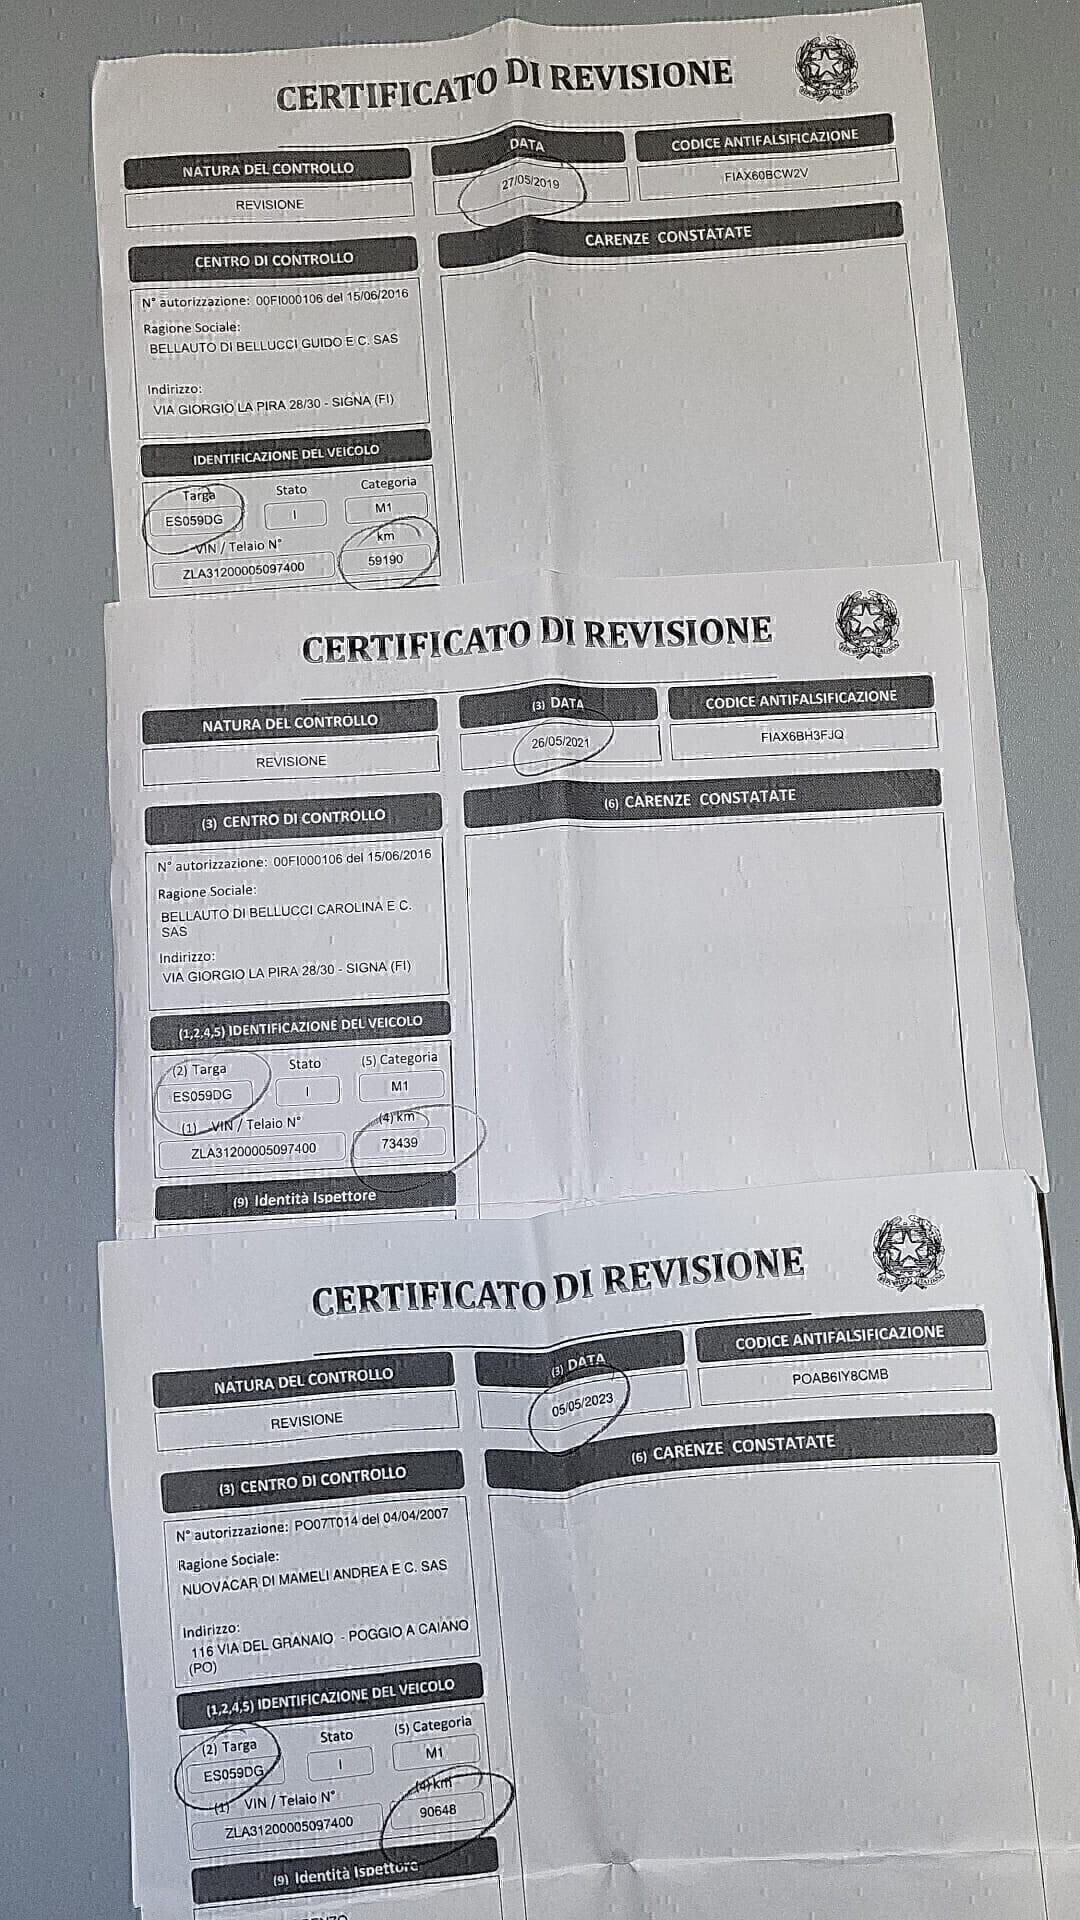 CERTIFICATO DI REVISIONE
NATURA DEL CONTROLLO
REVISIONE
DATA
27/05/2019
CODICE ANTIFALSIFICAZIONE
FIAX60BCW2V
CENTRO DI CONTROLLO
N° autorizzazione: 00FI000106 del 15/06/2016
Ragione Sociale:
BELLAUTO DI BELLUCCI GUIDO E C. SAS
Indirizzo:
VIA GIORGIO LA PIRA 28/30 - SIGNA (FI)
CARENZE CONSTATATE
IDENTIFICAZIONE DEL VEICOLO
Targa Stato Categoria
ES059DG I M1
VIN / Telaio N° km
ZLA31200005097400 59190
CERTIFICATO DI REVISIONE
NATURA DEL CONTROLLO
REVISIONE
(3) DATA
26/05/2021
CODICE ANTIFALSIFICAZIONE
FIAX6BH3FJQ
(3) CENTRO DI CONTROLLO
N° autorizzazione: 00FI000106 del 15/06/2016
Ragione Sociale:
BELLAUTO DI BELLUCCI CAROLINA E C.
SAS
Indirizzo:
VIA GIORGIO LA PIRA 28/30 - SIGNA (FI)
(6) CARENZE CONSTATATE
(1,2,4,5) IDENTIFICAZIONE DEL VEICOLO
(2) Targa Stato (5) Categoria
ES059DG I M1
(1) VIN / Telaio N° (4) km
ZLA31200005097400 73439
(9) Identità Ispettore
CERTIFICATO DI REVISIONE
NATURA DEL CONTROLLO
REVISIONE
(3) DATA
05/05/2023
CODICE ANTIFALSIFICAZIONE
POAB6IY8CMB
(3) CENTRO DI CONTROLLO
N° autorizzazione: PO07T014 del 04/04/2007
Ragione Sociale:
NUOVACAR DI MAMELI ANDREA E C. SAS
Indirizzo:
116 VIA DEL GRANAIO - POGGIO A CAIANO
(PO)
(6) CARENZE CONSTATATE
(1,2,4,5) IDENTIFICAZIONE DEL VEICOLO
(2) Targa Stato (5) Categoria
ES059DG I M1
(1) VIN / Telaio N° (4) km
ZLA31200005097400 90648
(9) Identità Ispettore